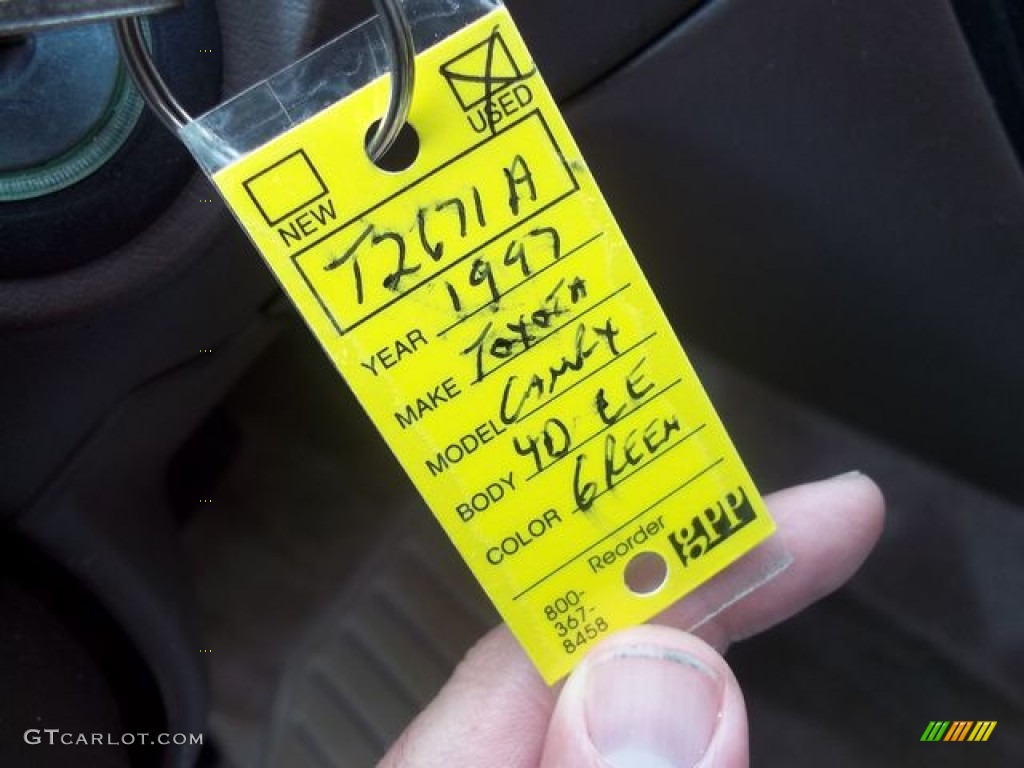 USED
NEW
T2671A
YEAR 1997
MAKE TOYOTA
MODEL CAMRY
BODY 4D LE
COLOR GREEN
Reorder gpp
800-
367-
8458
GTCARLOT.COM